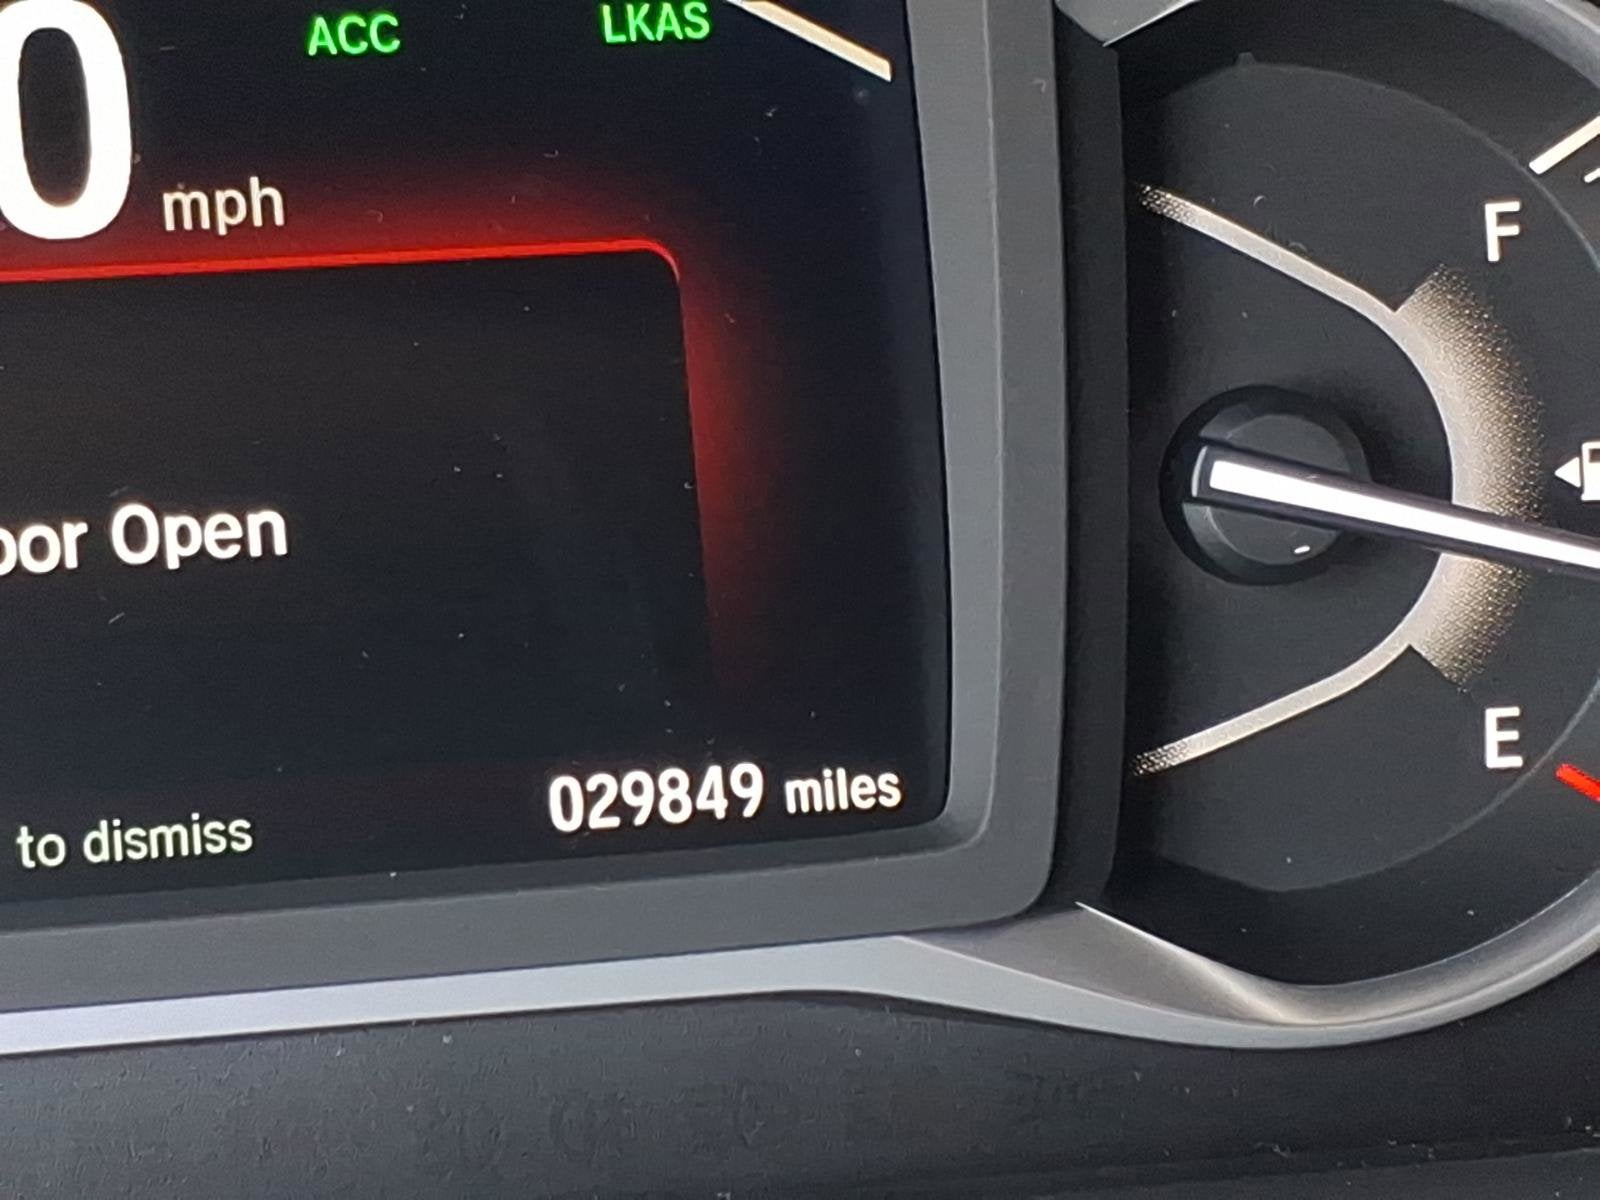 ACC LKAS
0 mph
F
oor Open
E
029849 miles
to dismiss